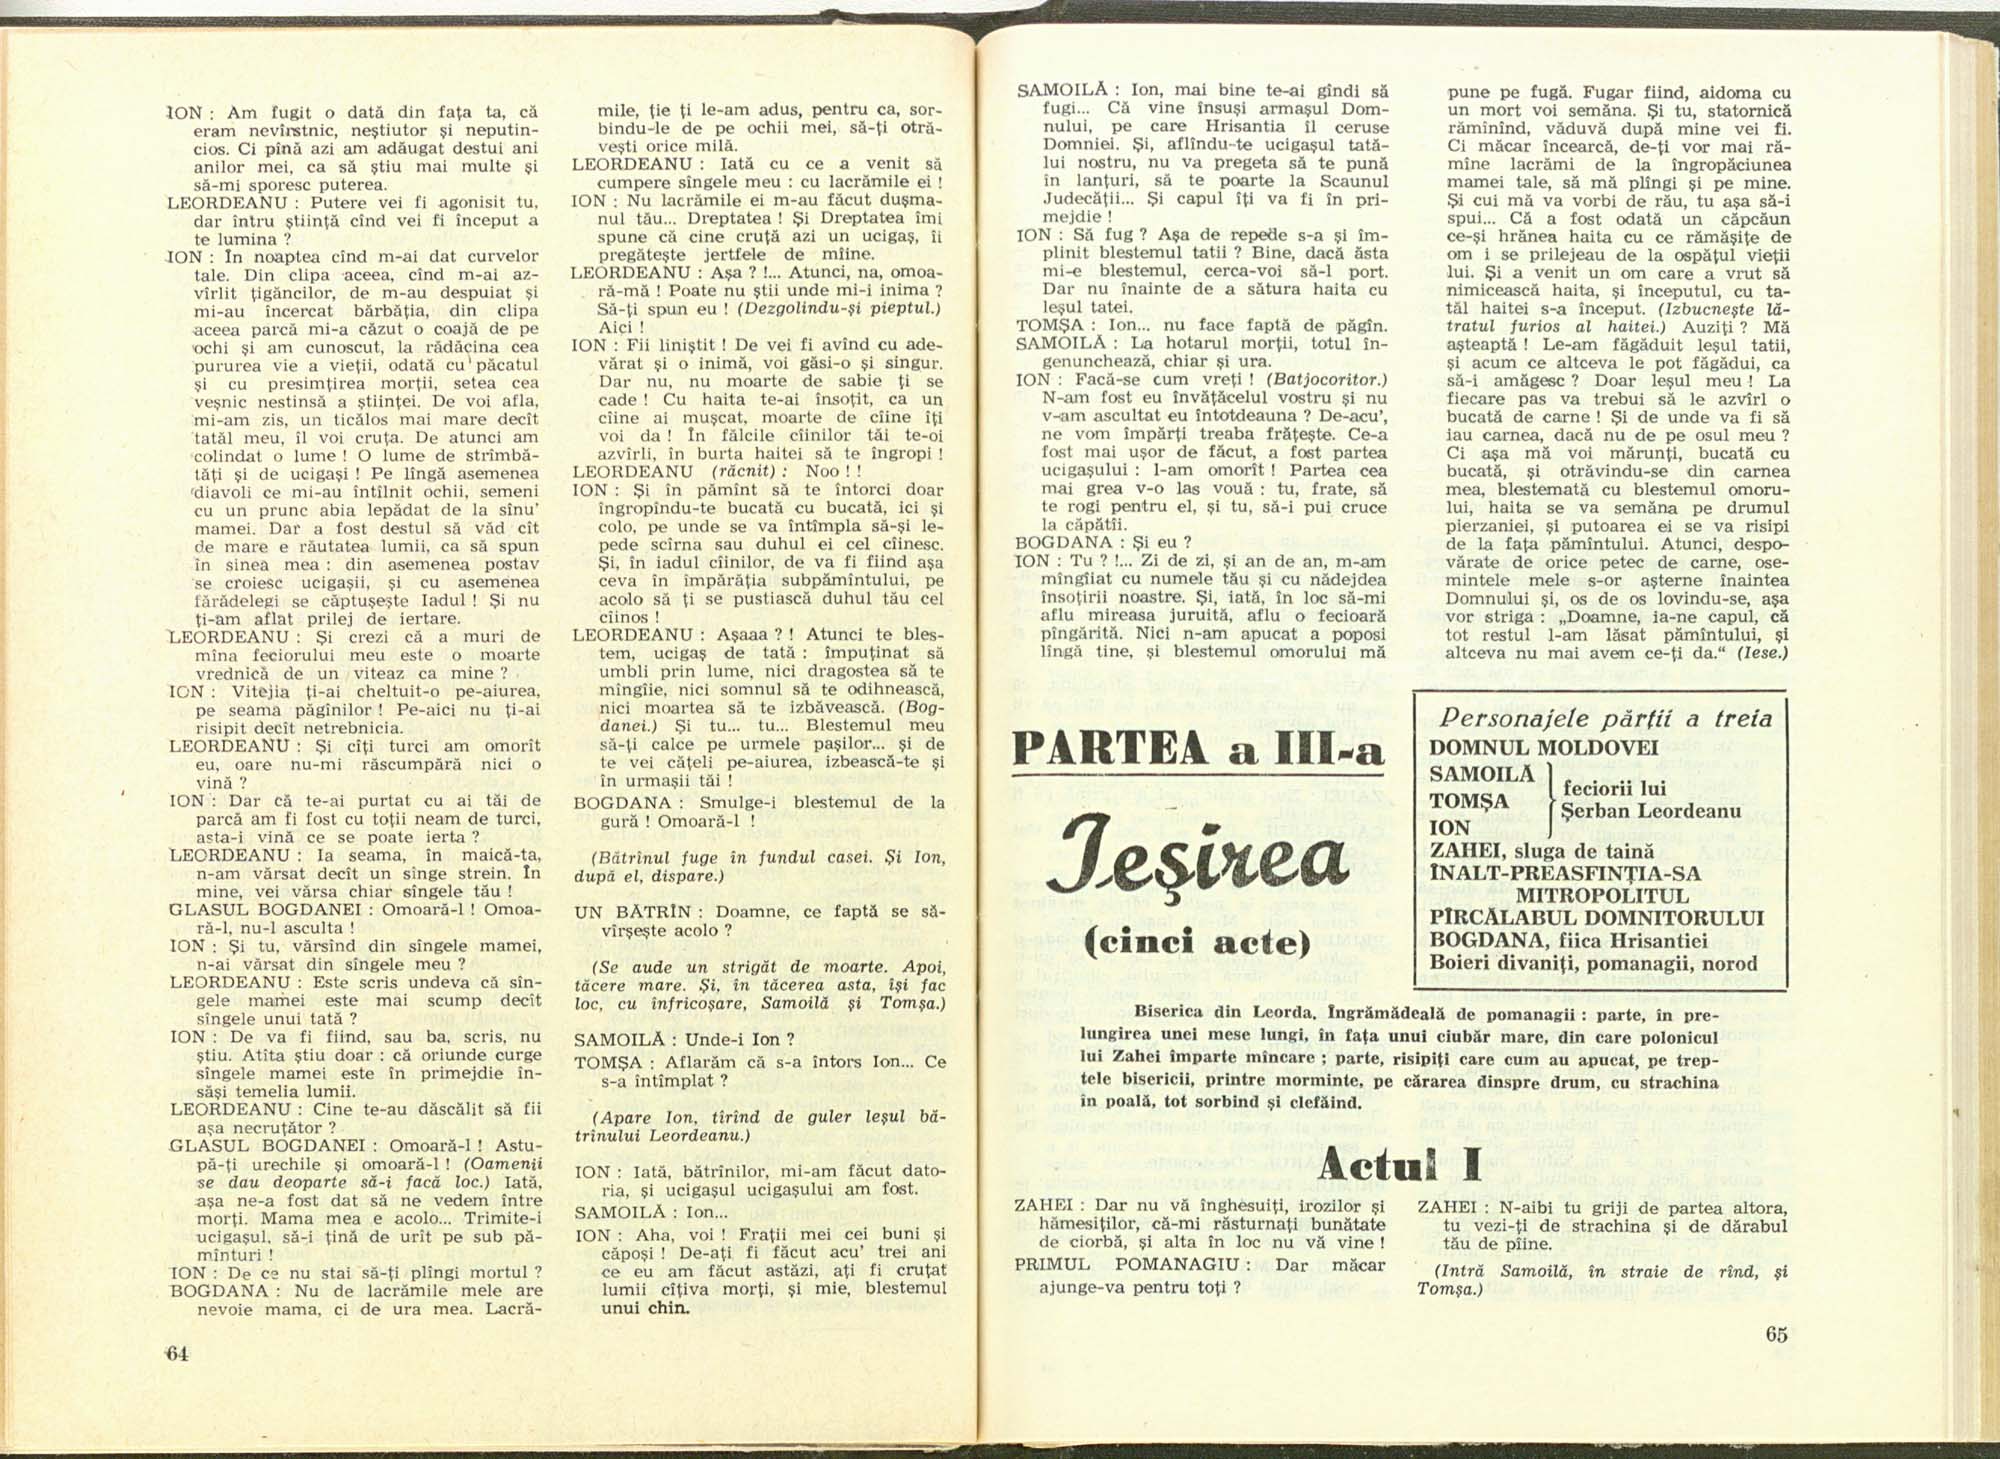 ION : Am fugit o dată din fața ta, că
eram nevîrstnic, neștiutor și neputin-
cios. Ci pînă azi am adăugat destui ani
anilor mei, ca să știu mai multe și
să-mi sporesc puterea.
LEORDEANU : Putere vei fi agonisit tu,
dar întru știință cînd vei fi început a
te lumina ?
ION : În noaptea cînd m-ai dat curvelor
tale. Din clipa aceea, cînd m-ai az-
vîrlit țigăncilor, de m-au despuiat și
mi-au încercat bărbăția, din clipa
aceea parcă mi-a căzut o coajă de pe
ochi și am cunoscut, la rădăcina cea
pururea vie a vieții, odată cu păcatul
și cu presimțirea morții, setea cea
veșnic nestinsă a științei. De voi afla,
mi-am zis, un ticălos mai mare decît
tatăl meu, îl voi cruța. De atunci am
colindat o lume ! O lume de strîmbă-
tăți și de ucigași ! Pe lîngă asemenea
diavoli ce mi-au întîlnit ochii, semeni
cu un prunc abia lepădat de la sînu'
mamei. Dar a fost destul să văd cît
de mare e răutatea lumii, ca să spun
în sinea mea : din asemenea postav
se croiesc ucigașii, și cu asemenea
fărădelegi se căptușește Iadul ! Și nu
ți-am aflat prilej de iertare.
LEORDEANU : Și crezi că a muri de
mîna feciorului meu este o moarte
vrednică de un viteaz ca mine ?
ION : Vitejia ți-ai cheltuit-o pe-aiurea,
pe seama păgînilor ! Pe-aici nu ți-ai
risipit decît netrebnicia.
LEORDEANU : Și cîți turci am omorît
eu, oare nu-mi răscumpără nici o
vină ?
ION : Dar că te-ai purtat cu ai tăi de
parcă am fi fost cu toții neam de turci,
asta-i vină ce se poate ierta ?
LEORDEANU : Ia seama, în maică-ta,
n-am vărsat decît un sînge strein. În
mine, vei vărsa chiar sîngele tău !
GLASUL BOGDANEI : Omoară-l ! Omoa-
ră-l, nu-l asculta !
ION : Și tu, vărsînd din sîngele mamei,
n-ai vărsat din sîngele meu ?
LEORDEANU : Este scris undeva că sîn-
gele mamei este mai scump decît
sîngele unui tată ?
ION : De va fi fiind, sau ba, scris, nu
știu. Atîta știu doar : că oriunde curge
sîngele mamei este în primejdie în-
săși temelia lumii.
LEORDEANU : Cine te-au dăscălit să fii
așa necruțător ?
GLASUL BOGDANEI : Omoară-l ! Astu-
pă-ți urechile și omoară-l ! (Oamenii
se dau deoparte să-i facă loc.) Iată,
așa ne-a fost dat să ne vedem între
morți. Mama mea e acolo... Trimite-i
ucigașul, să-i țină de urît pe sub pă-
mînturi !
ION : De ce nu stai să-ți plîngi mortul ?
BOGDANA : Nu de lacrămile mele are
nevoie mama, ci de ura mea. Lacră-
64
mile, ție ți le-am adus, pentru ca, sor-
bindu-le de pe ochii mei, să-ți otră-
vești orice milă.
LEORDEANU : Iată cu ce a venit să
cumpere sîngele meu : cu lacrămile ei !
ION : Nu lacrămile ei m-au făcut dușma-
nul tău... Dreptatea ! Și Dreptatea îmi
spune că cine cruță azi un ucigaș, îi
pregătește jertfele de mîine.
LEORDEANU : Așa ? !... Atunci, na, omoa-
ră-mă ! Poate nu știi unde mi-i inima ?
Să-ți spun eu ! (Dezgolindu-și pieptul.)
Aici !
ION : Fii liniștit ! De vei fi avînd cu ade-
vărat și o inimă, voi găsi-o și singur.
Dar nu, nu moarte de sabie ți se
cade ! Cu haita te-ai însoțit, ca un
cîine ai mușcat, moarte de cîine îți
voi da ! În fălcile cîinilor tăi te-oi
azvîrli, în burta haitei să te îngropi !
LEORDEANU (răcnit) : Noo ! !
ION : Și în pămînt să te întorci doar
îngropîndu-te bucată cu bucată, ici și
colo, pe unde se va întîmpla să-și le-
pede scîrna sau duhul ei cel cîinesc.
Și, în iadul cîinilor, de va fi fiind așa
ceva în împărăția subpămîntului, pe
acolo să ți se pustiască duhul tău cel
cîinos !
LEORDEANU : Așaaa ? ! Atunci te bles-
tem, ucigaș de tată : împuținat să
umbli prin lume, nici dragostea să te
mîngîie, nici somnul să te odihnească,
nici moartea să te izbăvească. (Bog-
danei.) Și tu... tu... Blestemul meu
să-ți calce pe urmele pașilor... și de
te vei cățeli pe-aiurea, izbească-te și
în urmașii tăi !
BOGDANA : Smulge-i blestemul de la
gură ! Omoară-l !
(Bătrînul fuge în fundul casei. Și Ion,
după el, dispare.)
UN BĂTRÎN : Doamne, ce faptă se să-
vîrșește acolo ?
(Se aude un strigăt de moarte. Apoi,
tăcere mare. Și, în tăcerea asta, își fac
loc, cu înfricoșare, Samoilă și Tomșa.)
SAMOILĂ : Unde-i Ion ?
TOMȘA : Aflarăm că s-a întors Ion... Ce
s-a întîmplat ?
(Apare Ion, tîrînd de guler leșul bă-
trînului Leordeanu.)
ION : Iată, bătrînilor, mi-am făcut dato-
ria, și ucigașul ucigașului am fost.
SAMOILĂ : Ion...
ION : Aha, voi ! Frații mei cei buni și
căpoși ! De-ați fi făcut acu' trei ani
ce eu am făcut astăzi, ați fi cruțat
lumii cîțiva morți, și mie, blestemul
unui chin.
SAMOILĂ : Ion, mai bine te-ai gîndi să
fugi... Că vine însuși armașul Dom-
nului, pe care Hrisantia îl ceruse
Domniei. Și, aflîndu-te ucigașul tată-
lui nostru, nu va pregeta să te pună
în lanțuri, să te poarte la Scaunul
Judecății... Și capul îți va fi în pri-
mejdie !
ION : Să fug ? Așa de repede s-a și îm-
plinit blestemul tatii ? Bine, dacă ăsta
mi-e blestemul, cerca-voi să-l port.
Dar nu înainte de a sătura haita cu
leșul tatei.
TOMȘA : Ion... nu face faptă de păgîn.
SAMOILĂ : La hotarul morții, totul în-
genunchează, chiar și ura.
ION : Facă-se cum vreți ! (Batjocoritor.)
N-am fost eu învățăcelul vostru și nu
v-am ascultat eu întotdeauna ? De-acu',
ne vom împărți treaba frățește. Ce-a
fost mai ușor de făcut, a fost partea
ucigașului : l-am omorît ! Partea cea
mai grea v-o las vouă : tu, frate, să
te rogi pentru el, și tu, să-i pui cruce
la căpătîi.
BOGDANA : Și eu ?
ION : Tu ? !... Zi de zi, și an de an, m-am
mîngîiat cu numele tău și cu nădejdea
însoțirii noastre. Și, iată, în loc să-mi
aflu mireasa juruită, aflu o fecioară
pîngărită. Nici n-am apucat a poposi
lîngă tine, și blestemul omorului mă
pune pe fugă. Fugar fiind, aidoma cu
un mort voi semăna. Și tu, statornică
rămînînd, văduvă după mine vei fi.
Ci măcar încearcă, de-ți vor mai ră-
mîne lacrămi de la îngropăciunea
mamei tale, să mă plîngi și pe mine.
Și cui mă va vorbi de rău, tu așa să-i
spui... Că a fost odată un căpcăun
ce-și hrănea haita cu ce rămășițe de
om i se prilejeau de la ospățul vieții
lui. Și a venit un om care a vrut să
nimicească haita, și începutul, cu ta-
tăl haitei s-a început. (Izbucnește lă-
tratul furios al haitei.) Auziți ? Mă
așteaptă ! Le-am făgăduit leșul tatii,
și acum ce altceva le pot făgădui, ca
să-i amăgesc ? Doar leșul meu ! La
fiecare pas va trebui să le azvîrl o
bucată de carne ! Și de unde va fi să
iau carnea, dacă nu de pe osul meu ?
Ci așa mă voi mărunți, bucată cu
bucată, și otrăvindu-se din carnea
mea, blestemată cu blestemul omoru-
lui, haita se va semăna pe drumul
pierzaniei, și putoarea ei se va risipi
de la fața pămîntului. Atunci, despo-
vărate de orice petec de carne, ose-
mintele mele s-or așterne înaintea
Domnului și, os de os lovindu-se, așa
vor striga : „Doamne, ia-ne capul, că
tot restul l-am lăsat pămîntului, și
altceva nu mai avem ce-ți da.“ (Iese.)
PARTEA a III-a
Ieșirea
(cinci acte)
Personajele părții a treia
DOMNUL MOLDOVEI
SAMOILĂ
TOMȘA
ION
feciorii lui
Șerban Leordeanu
ZAHEI, sluga de taină
ÎNALT-PREASFINȚIA-SA
MITROPOLITUL
PÎRCĂLABUL DOMNITORULUI
BOGDANA, fiica Hrisantiei
Boieri divaniți, pomanagii, norod
Biserica din Leorda. Îngrămădeală de pomanagii : parte, în pre-
lungirea unei mese lungi, în fața unui ciubăr mare, din care polonicul
lui Zahei împarte mîncare ; parte, risipiți care cum au apucat, pe trep-
tele bisericii, printre morminte, pe cărarea dinspre drum, cu strachina
în poală, tot sorbind și clefăind.
Actul I
ZAHEI : Dar nu vă înghesuiți, irozilor și
hămesiților, că-mi răsturnați bunătate
de ciorbă, și alta în loc nu vă vine !
PRIMUL POMANAGIU : Dar măcar
ajunge-va pentru toți ?
ZAHEI : N-aibi tu griji de partea altora,
tu vezi-ți de strachina și de dărabul
tău de pîine.
(Intră Samoilă, în straie de rînd, și
Tomșa.)
65